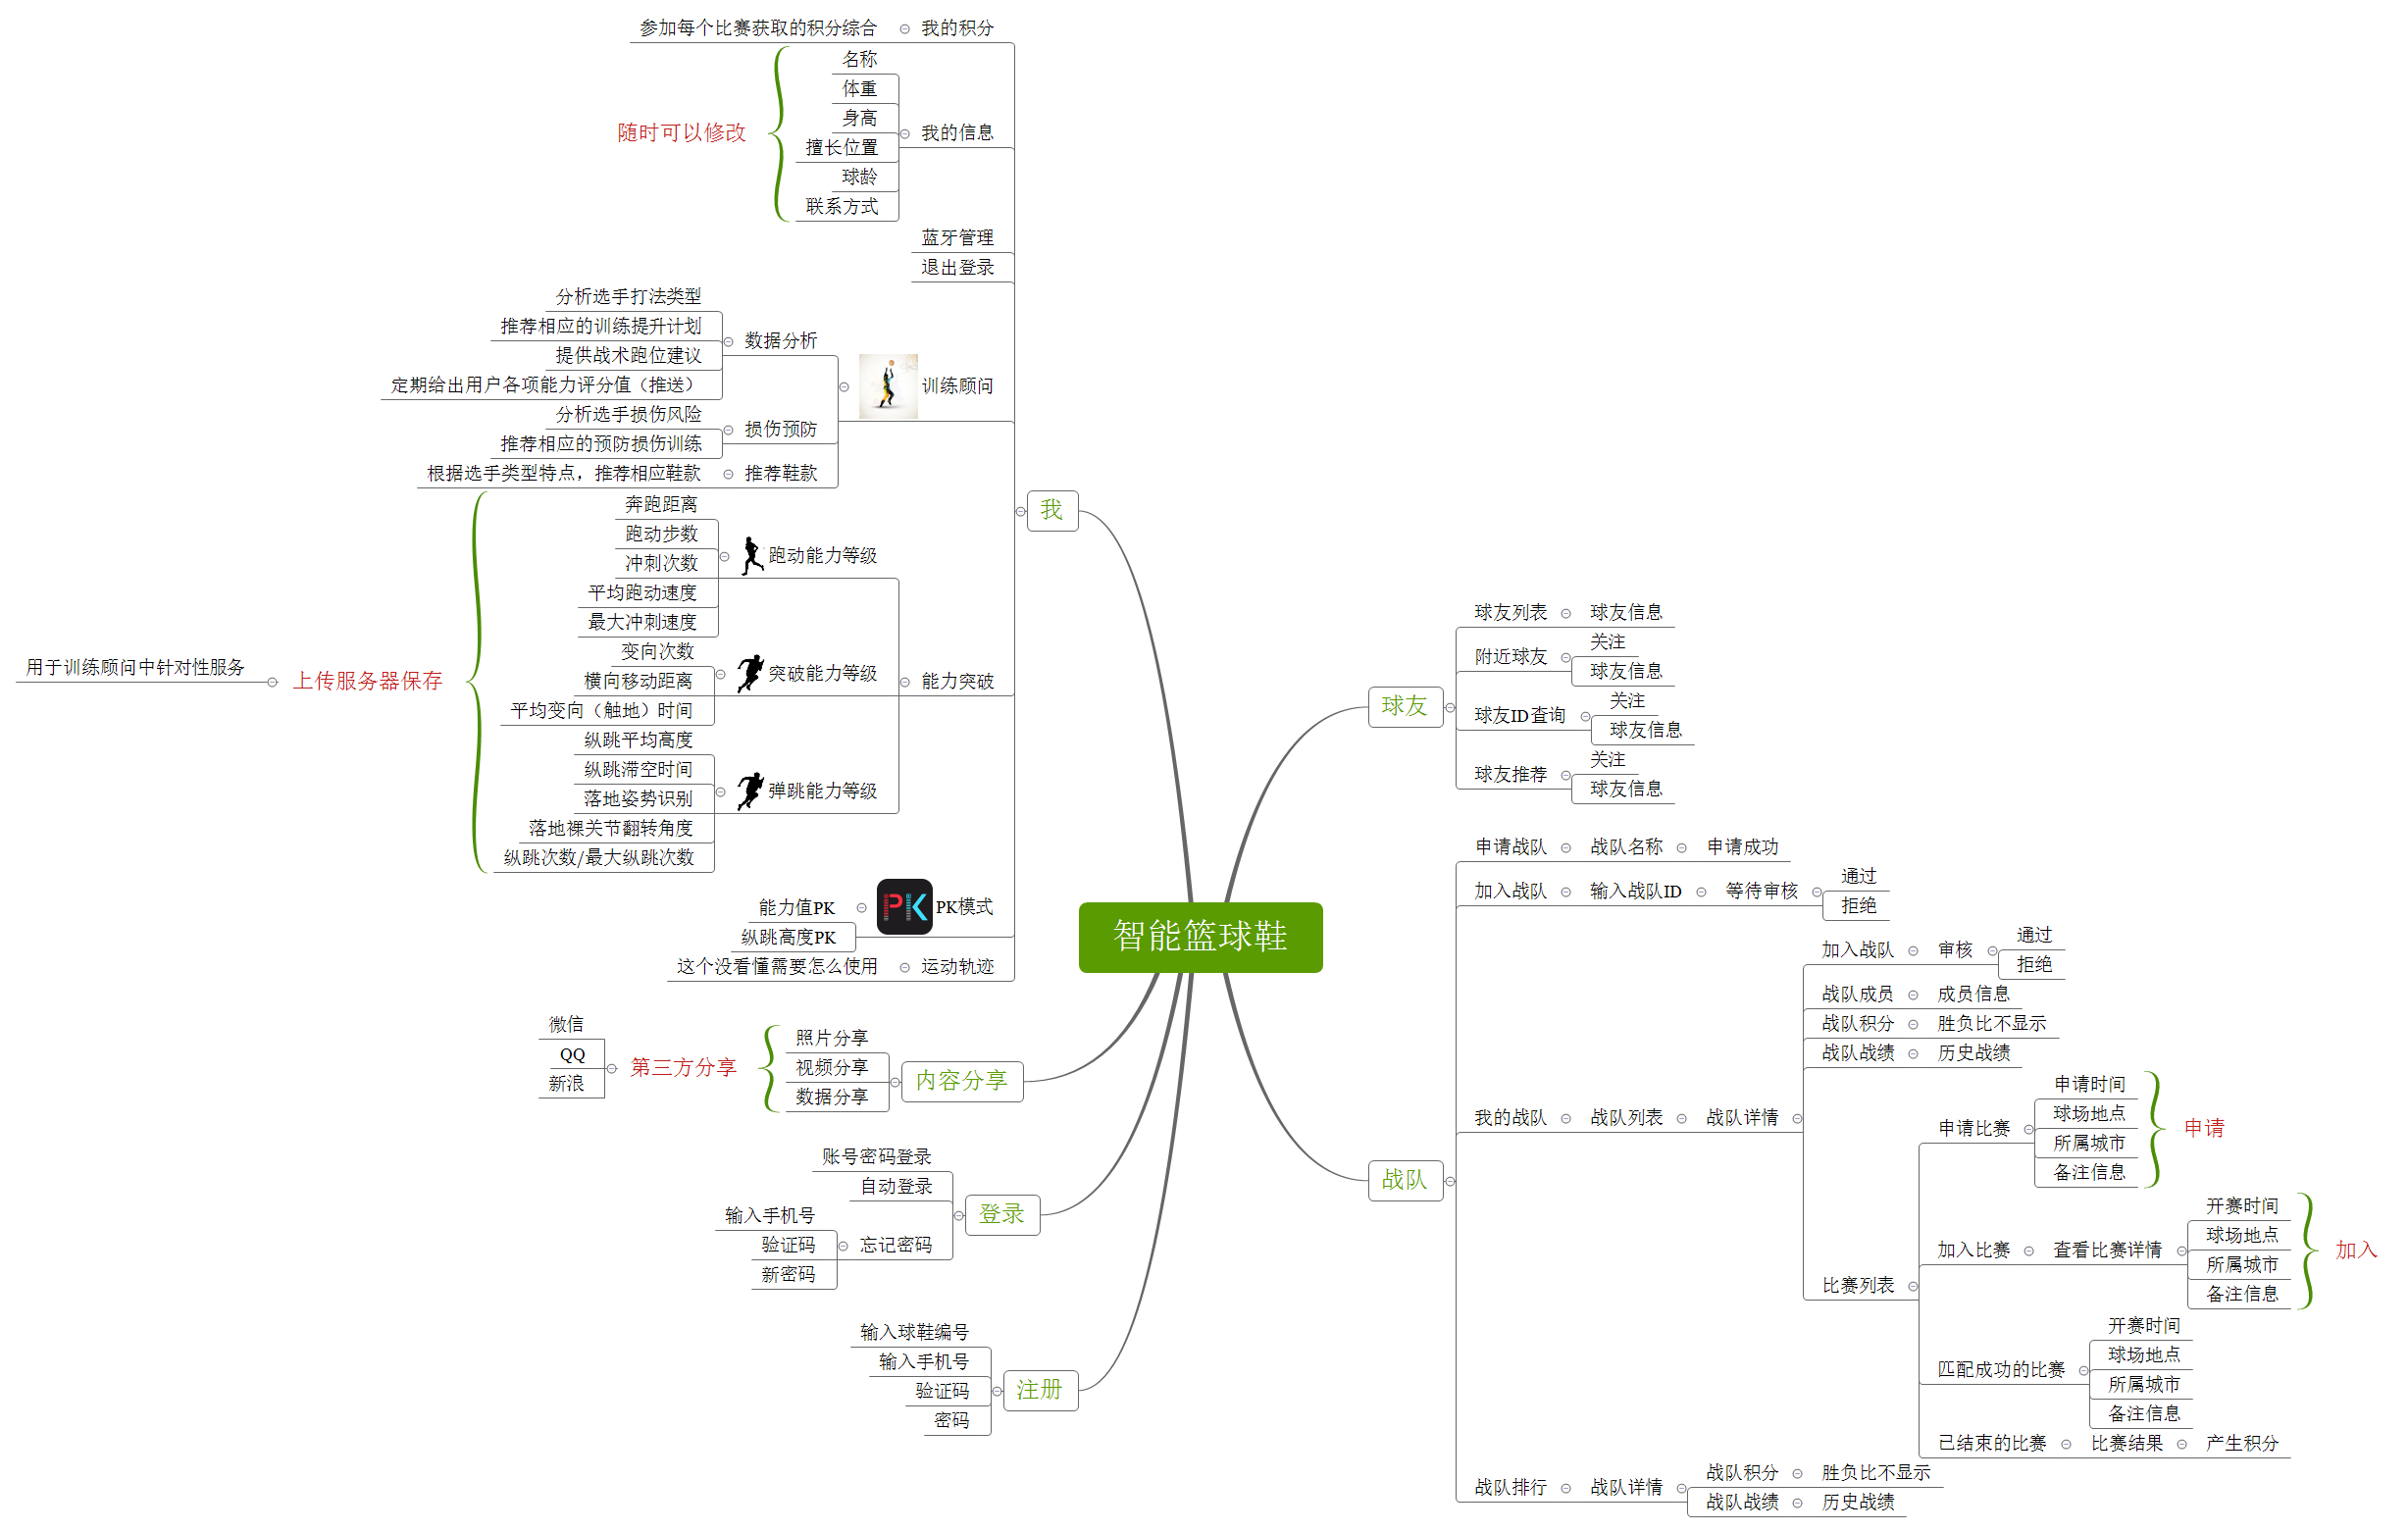 参加每个比赛获取的积分综合
我的积分
名称
体重
身高
擅长位置
球龄
联系方式
我的信息
随时可以修改
蓝牙管理
退出登录
分析选手打法类型
推荐相应的训练提升计划
提供战术跑位建议
定期给出用户各项能力评分值（推送）
数据分析
分析选手损伤风险
推荐相应的预防损伤训练
损伤预防
根据选手类型特点，推荐相应鞋款
推荐鞋款
训练顾问
奔跑距离
跑动步数
冲刺次数
平均跑动速度
最大冲刺速度
跑动能力等级
变向次数
横向移动距离
平均变向（触地）时间
突破能力等级
纵跳平均高度
纵跳滞空时间
落地姿势识别
落地裸关节翻转角度
纵跳次数/最大纵跳次数
弹跳能力等级
能力突破
上传服务器保存
用于训练顾问中针对性服务
能力值PK
纵跳高度PK
PK
PK模式
这个没看懂需要怎么使用
运动轨迹
我
微信
QQ
新浪
第三方分享
照片分享
视频分享
数据分享
内容分享
账号密码登录
自动登录
输入手机号
验证码
新密码
忘记密码
登录
输入球鞋编号
输入手机号
验证码
密码
注册
智能篮球鞋
球友
球友列表
球友信息
附近球友
关注
球友信息
球友ID查询
关注
球友信息
球友推荐
关注
球友信息
战队
申请战队
战队名称
申请成功
加入战队
输入战队ID
等待审核
通过
拒绝
我的战队
战队列表
战队详情
加入战队
审核
通过
拒绝
战队成员
成员信息
战队积分
胜负比不显示
战队战绩
历史战绩
比赛列表
申请比赛
申请时间
球场地点
所属城市
备注信息
申请
加入比赛
查看比赛详情
开赛时间
球场地点
所属城市
备注信息
加入
匹配成功的比赛
开赛时间
球场地点
所属城市
备注信息
已结束的比赛
比赛结果
产生积分
战队排行
战队详情
战队积分
胜负比不显示
战队战绩
历史战绩